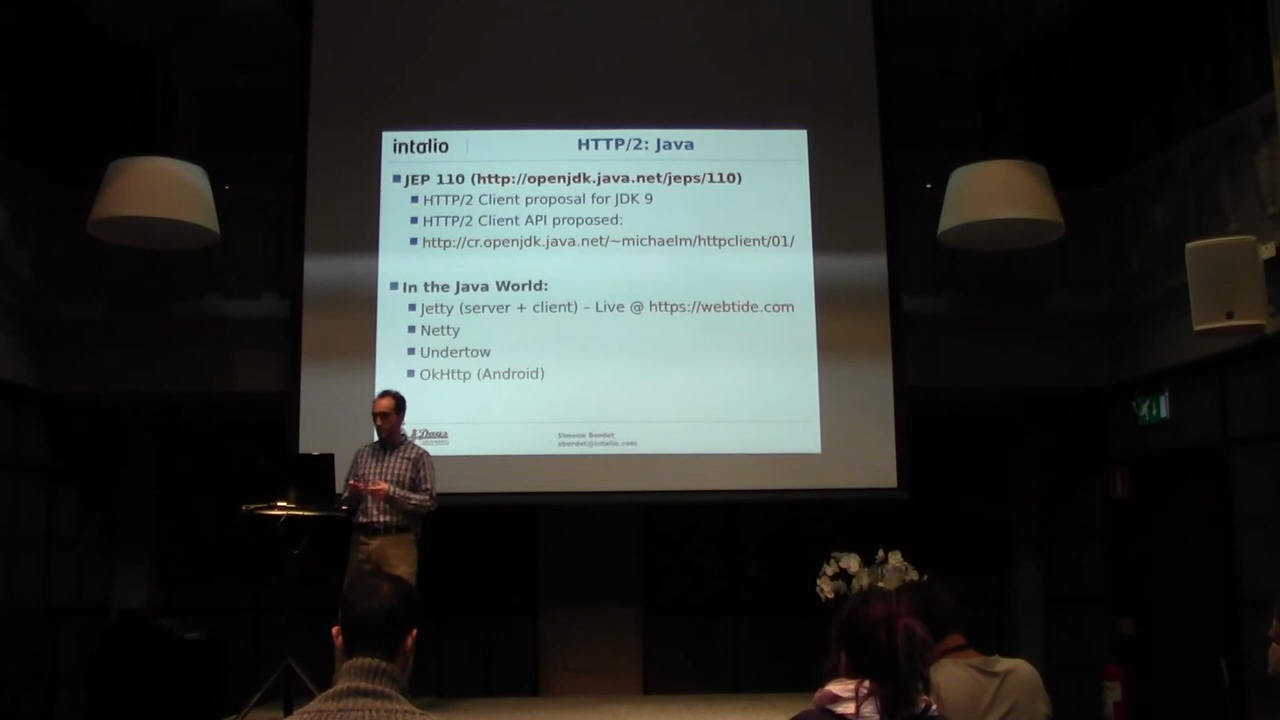 intalio
HTTP/2: Java
JEP 110 (http://openjdk.java.net/jeps/110)
HTTP/2 Client proposal for JDK 9
HTTP/2 Client API proposed:
http://cr.openjdk.java.net/~michaelm/httpclient/01/
In the Java World:
Jetty (server + client) – Live @ https://webtide.com
Netty
Undertow
OkHttp (Android)
Simone Bordet
sbordet@intalio.com